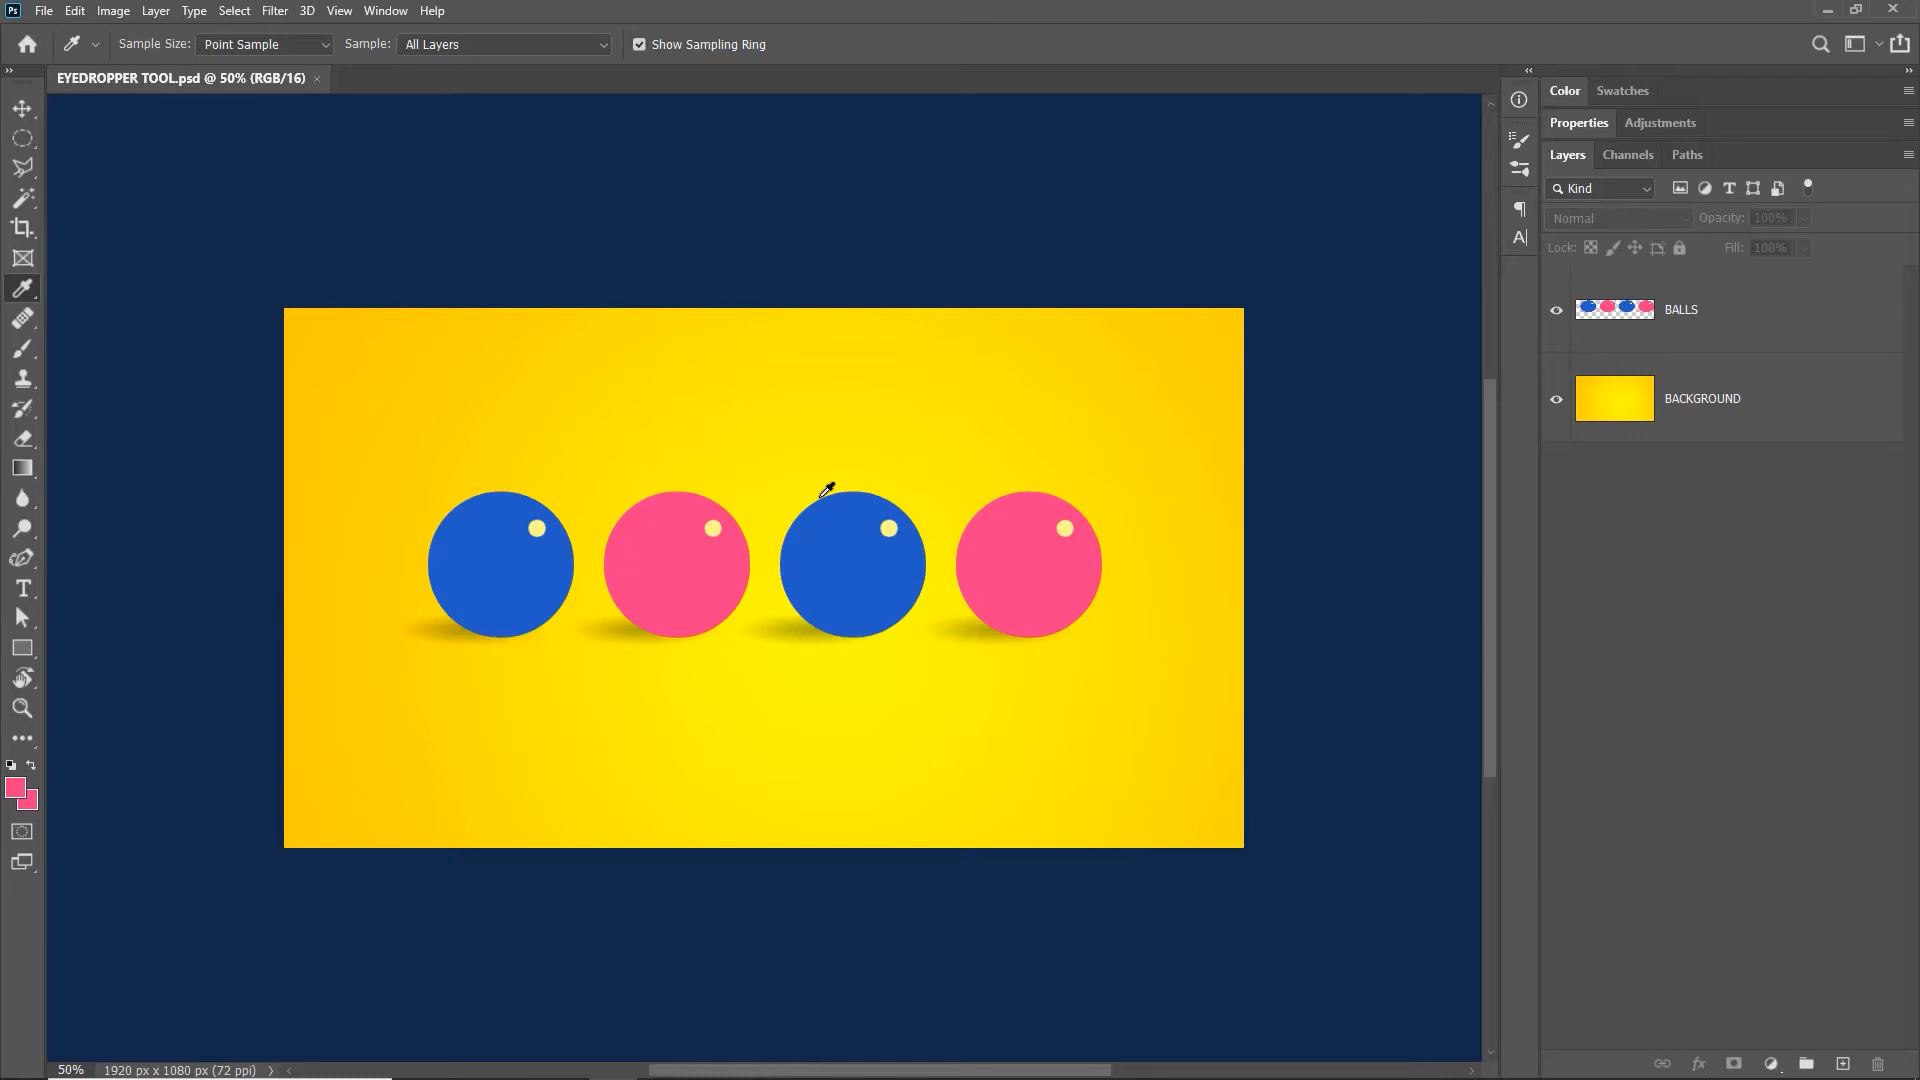 Ps File Edit Image Layer Type Select Filter 3D View Window Help
Sample Size: Point Sample Sample: All Layers Show Sampling Ring
EYEDROPPER TOOL.psd @ 50% (RGB/16) ×
Color Swatches
Properties Adjustments
Layers Channels Paths
Kind
Normal Opacity: 100%
Lock: Fill: 100%
BALLS
BACKGROUND
50% 1920 px x 1080 px (72 ppi)